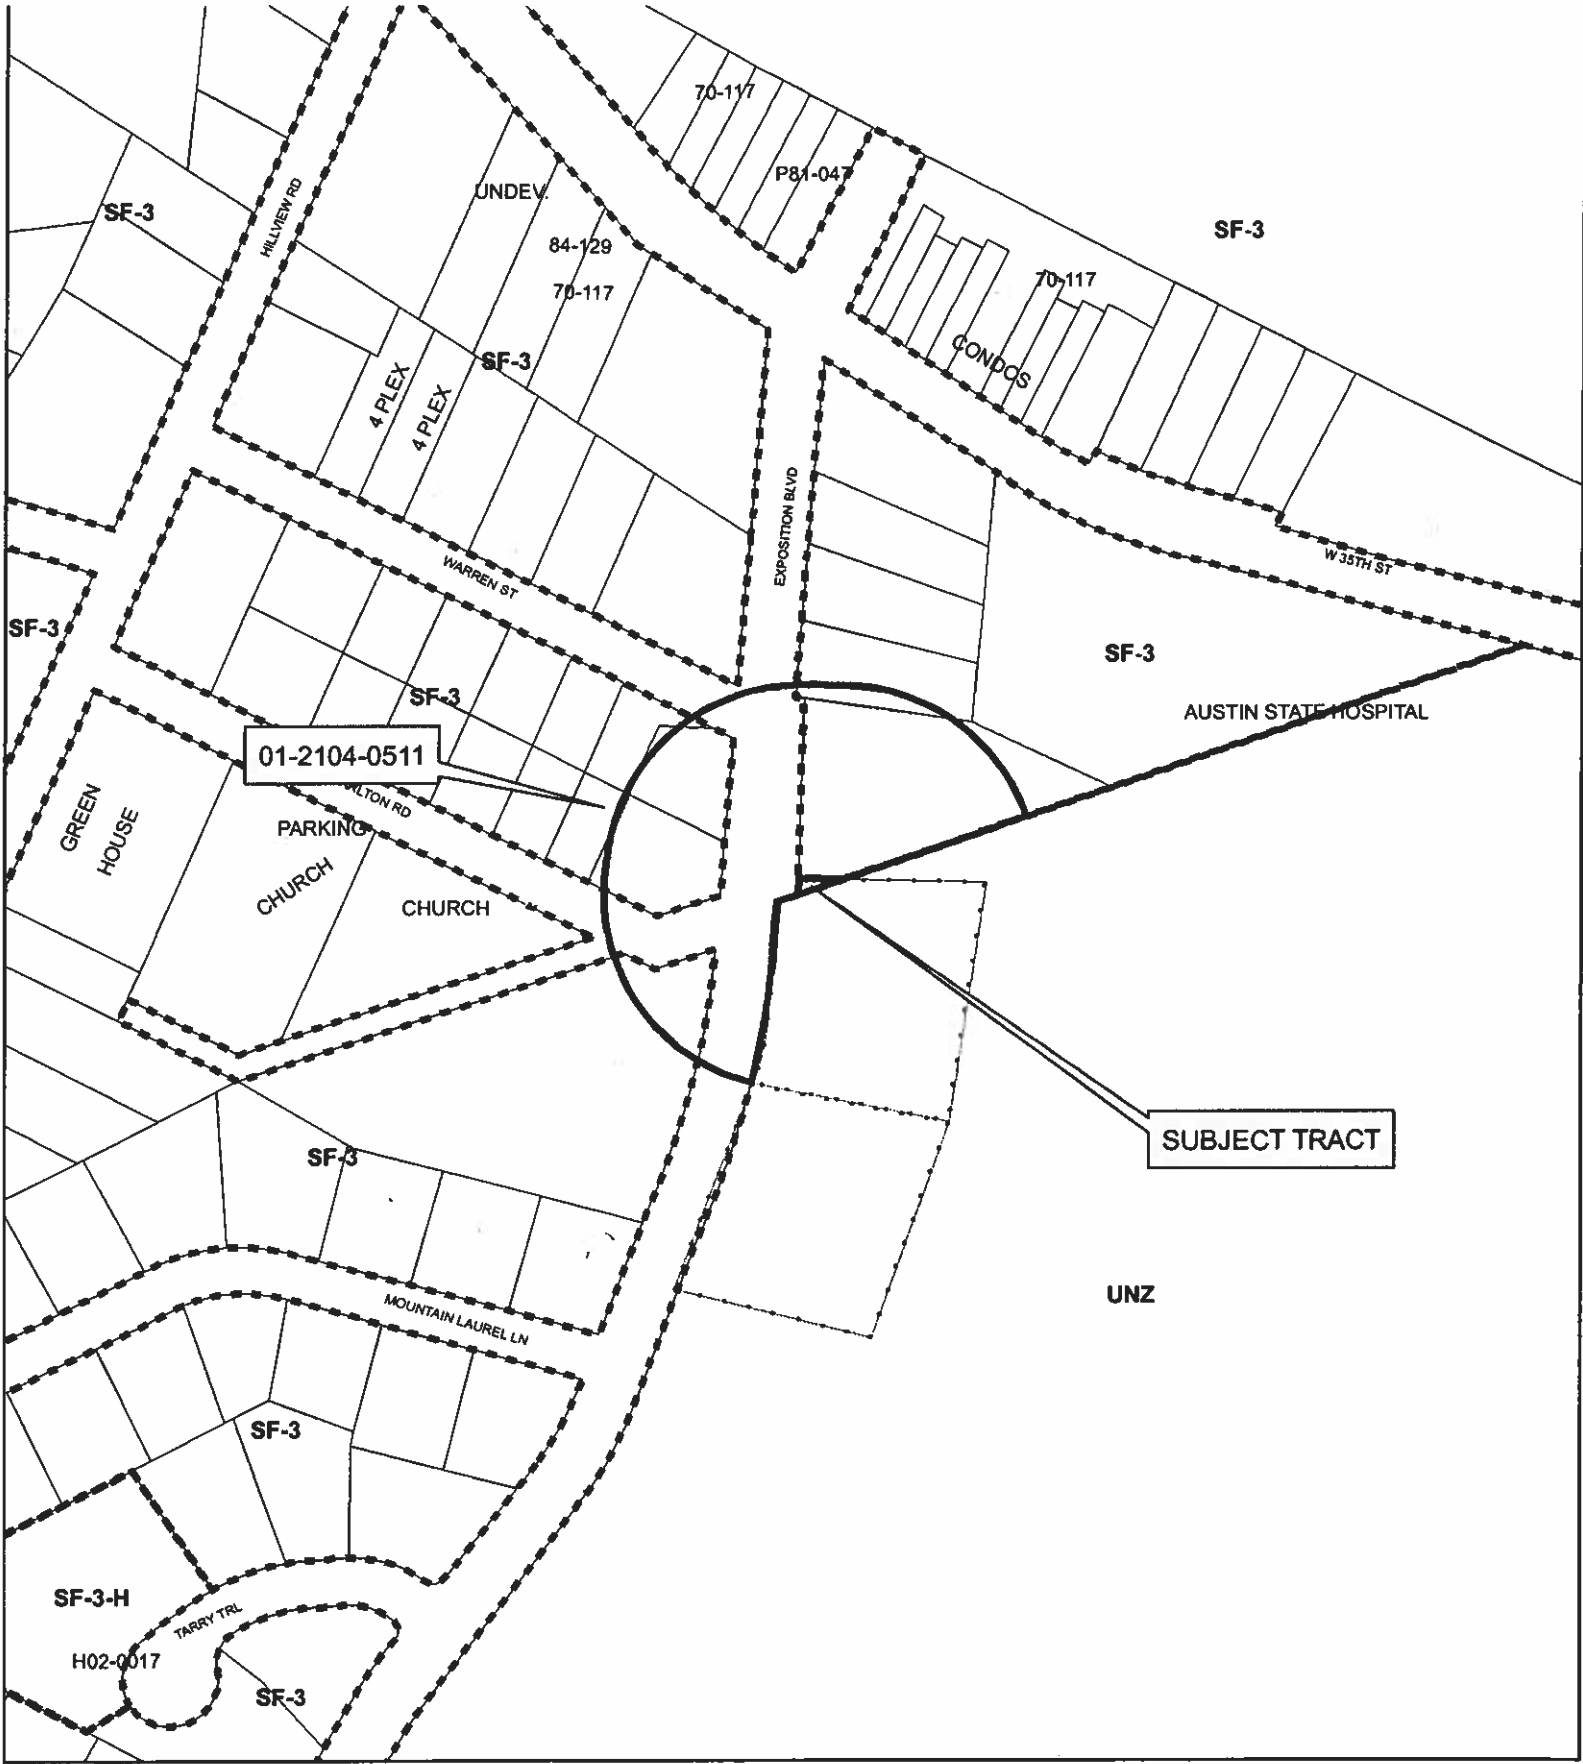 70-117
P81-047
UNDEV.
HILLVIEW RD
SF-3
SF-3
84-129
70-117
70-117
CONDOS
SF-3
4 PLEX
4 PLEX
EXPOSITION BLVD
W 35TH ST
WARREN ST
SF-3
SF-3
SF-3
AUSTIN STATE HOSPITAL
01-2104-0511
RD
GREEN
HOUSE
PARKING
CHURCH
CHURCH
SUBJECT TRACT
SF-3
UNZ
MOUNTAIN LAUREL LN
SF-3
SF-3-H
TARRY TRL
H02-0017
SF-3